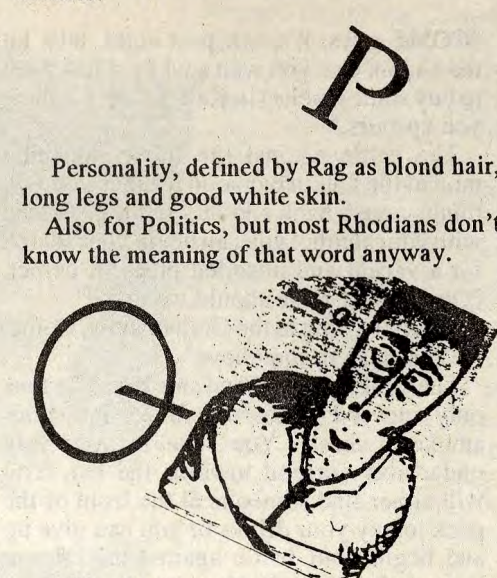 P
Personality, defined by Rag as blond hair,
long legs and good white skin.
Also for Politics, but most Rhodians don't
know the meaning of that word anyway.
Q